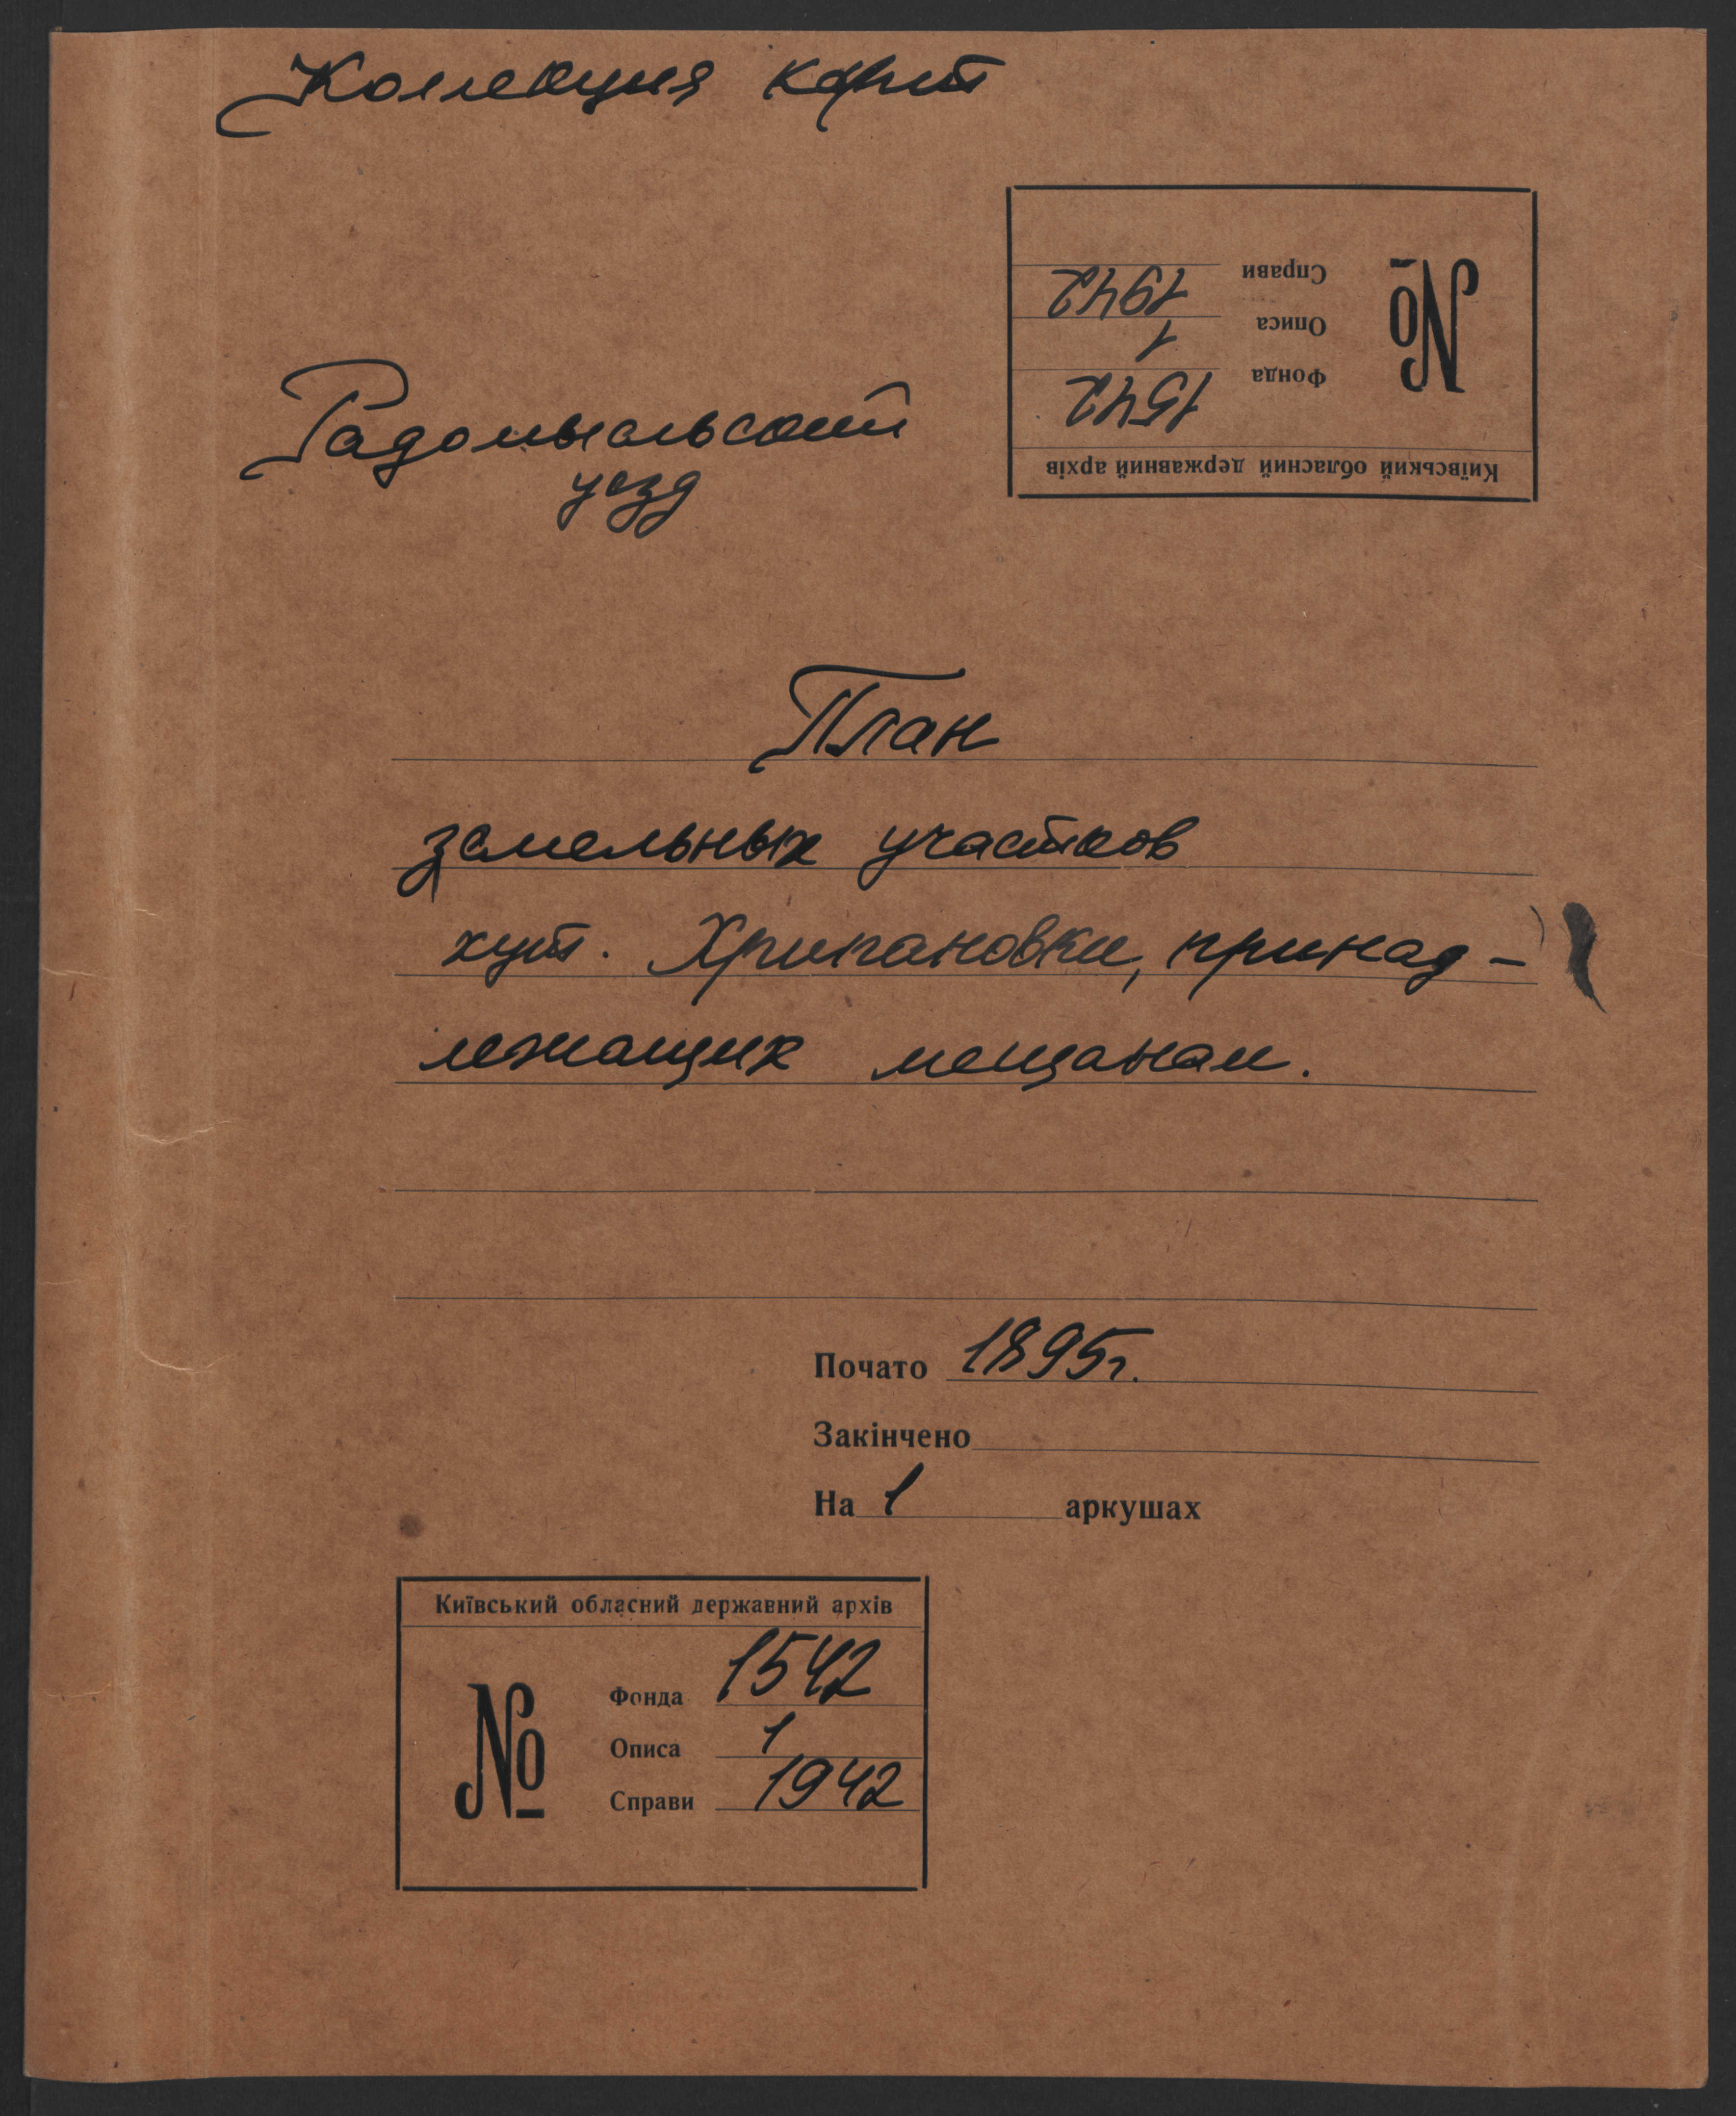 Коллекция карт
Справи 1942
Описа 1
Фонда 1542
№
Київський обласний державний архів
Радомысльский
уезд
План
земельных участков
хут. Хрипановки, принад-
лежащих мещанам.
Почато 1895г.
Закінчено
На 1 аркушах
Київський обласний державний архів
№
Фонда 1542
Описа 1
Справи 1942